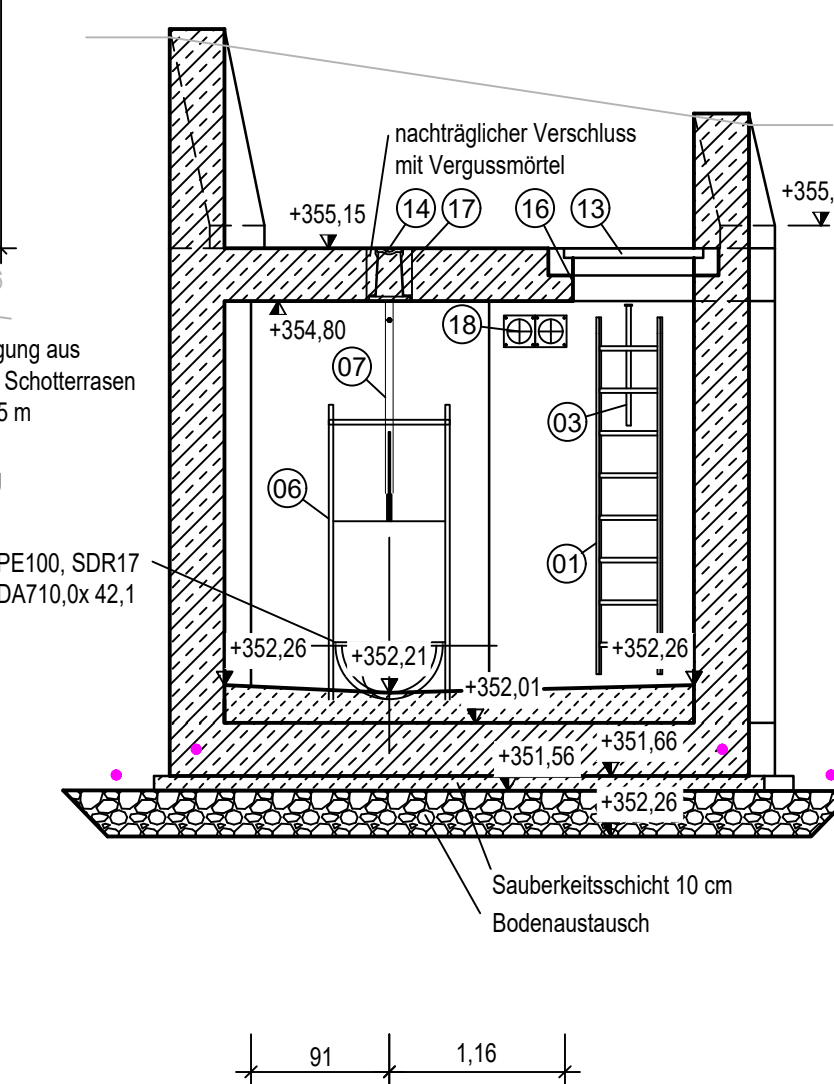 nachträglicher Verschluss
mit Vergussmörtel
+355,15
14
17
16
13
+355,
+354,80
18
gung aus
Schotterrasen
5 m
07
03
06
PE100, SDR17
DA710,0x 42,1
01
+352,26
+352,21
+352,26
+352,01
+351,56
+351,66
+352,26
Sauberkeitsschicht 10 cm
Bodenaustausch
91
1,16